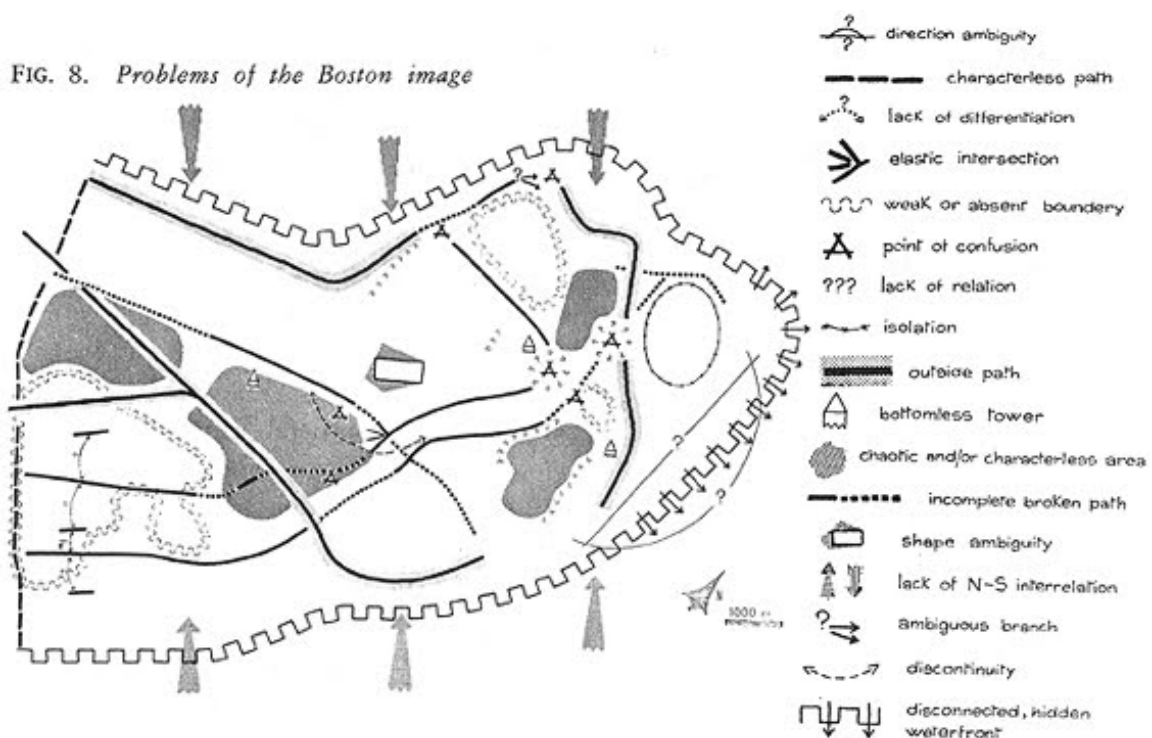 FIG. 8. Problems of the Boston image
? direction ambiguity
?
characterless path
? lack of differentiation
elastic intersection
weak or absent boundery
point of confusion
??? lack of relation
isolation
outside path
bottomless tower
chaotic and/or characterless area
incomplete broken path
shape ambiguity
lack of N-S interrelation
? ambiguous branch
discontinuity
disconnected, hidden
waterfront
?
?
?
N
1000